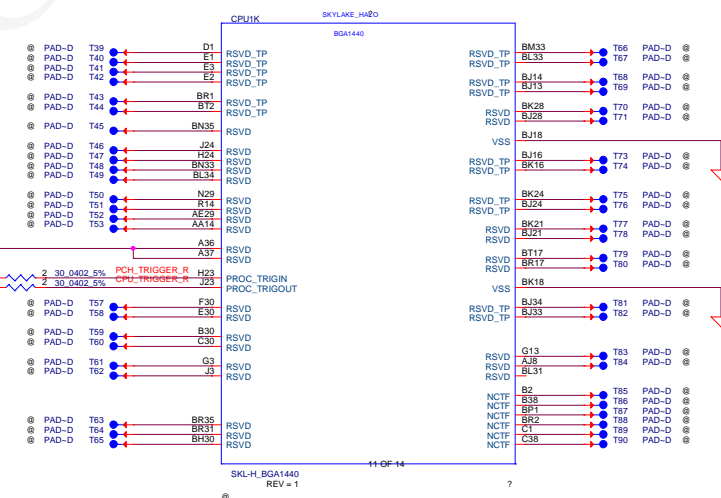 CPU1K SKYLAKE_HALO ?
BGA1440
@ PAD~D T39 D1 RSVD_TP
@ PAD~D T40 E1 RSVD_TP
@ PAD~D T41 E3 RSVD_TP
@ PAD~D T42 E2 RSVD_TP
@ PAD~D T43 BR1 RSVD_TP
@ PAD~D T44 BT2 RSVD_TP
@ PAD~D T45 BN35 RSVD
@ PAD~D T46 J24 RSVD
@ PAD~D T47 H24 RSVD
@ PAD~D T48 BN33 RSVD
@ PAD~D T49 BL34 RSVD
@ PAD~D T50 N29 RSVD
@ PAD~D T51 R14 RSVD
@ PAD~D T52 AE29 RSVD
@ PAD~D T53 AA14 RSVD
A36 RSVD
A37 RSVD
2 30_0402_5% PCH_TRIGGER_R H23 PROC_TRIGIN
2 30_0402_5% CPU_TRIGGER_R J23 PROC_TRIGOUT
@ PAD~D T57 F30 RSVD
@ PAD~D T58 E30 RSVD
@ PAD~D T59 B30 RSVD
@ PAD~D T60 C30 RSVD
@ PAD~D T61 G3 RSVD
@ PAD~D T62 J3 RSVD
@ PAD~D T63 BR35 RSVD
@ PAD~D T64 BR31 RSVD
@ PAD~D T65 BH30 RSVD
RSVD_TP BM33 T66 PAD~D @
RSVD_TP BL33 T67 PAD~D @
RSVD_TP BJ14 T68 PAD~D @
RSVD_TP BJ13 T69 PAD~D @
RSVD BK28 T70 PAD~D @
RSVD BJ28 T71 PAD~D @
VSS BJ18
RSVD_TP BJ16 T73 PAD~D @
RSVD_TP BK16 T74 PAD~D @
RSVD_TP BK24 T75 PAD~D @
RSVD_TP BJ24 T76 PAD~D @
RSVD BK21 T77 PAD~D @
RSVD BJ21 T78 PAD~D @
RSVD BT17 T79 PAD~D @
RSVD BR17 T80 PAD~D @
VSS BK18
RSVD_TP BJ34 T81 PAD~D @
RSVD_TP BJ33 T82 PAD~D @
RSVD G13 T83 PAD~D @
RSVD AJ8 T84 PAD~D @
RSVD BL31
NCTF B2 T85 PAD~D @
NCTF B38 T86 PAD~D @
NCTF BP1 T87 PAD~D @
NCTF BR2 T88 PAD~D @
NCTF C1 T89 PAD~D @
NCTF C38 T90 PAD~D @
11 OF 14
SKL-H_BGA1440
REV = 1 ?
@